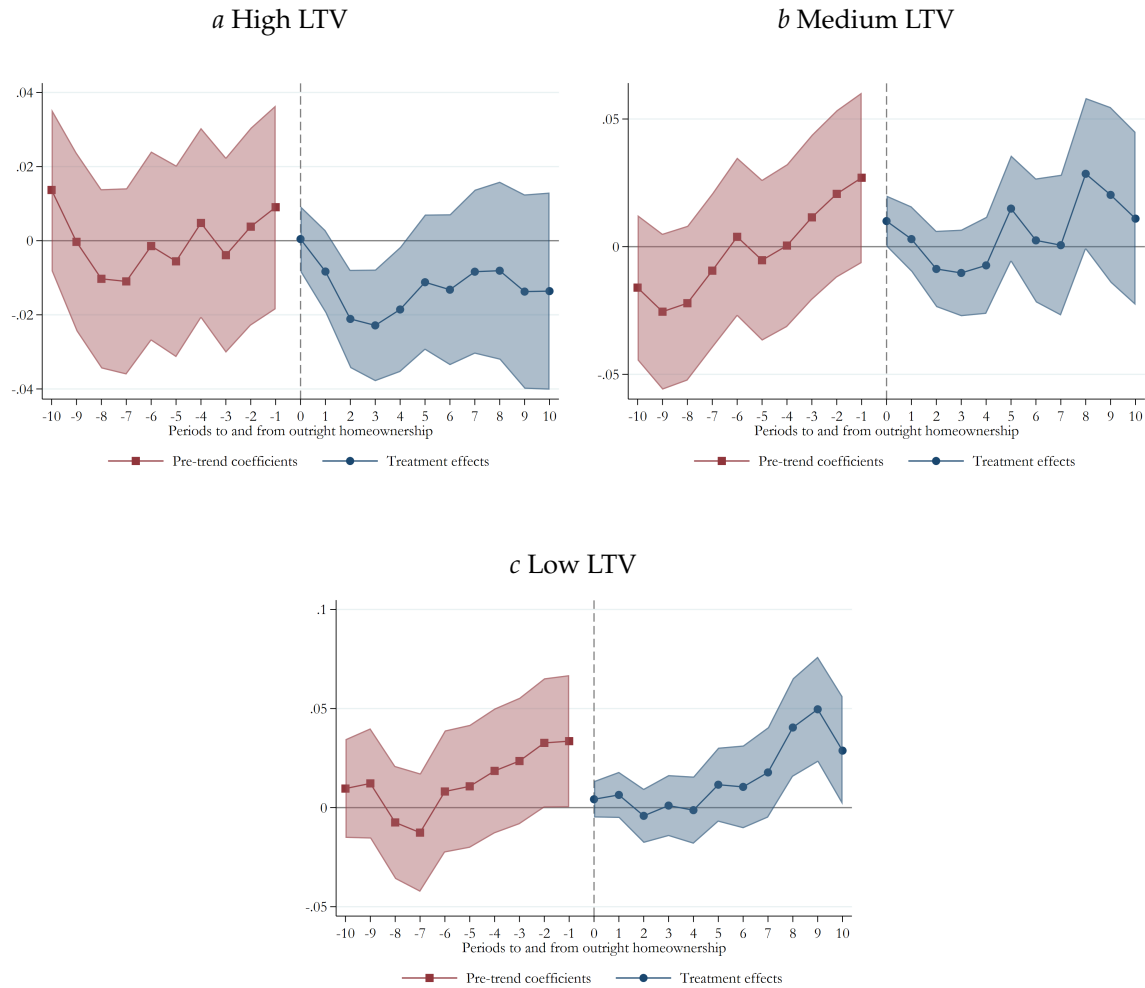 a High LTV
.04
.02
0
-.02
-.04
-10 -9 -8 -7 -6 -5 -4 -3 -2 -1 0 1 2 3 4 5 6 7 8 9 10
Periods to and from outright homeownership
Pre-trend coefficients Treatment effects
b Medium LTV
.05
0
-.05
-10 -9 -8 -7 -6 -5 -4 -3 -2 -1 0 1 2 3 4 5 6 7 8 9 10
Periods to and from outright homeownership
Pre-trend coefficients Treatment effects
c Low LTV
.1
.05
0
-.05
-10 -9 -8 -7 -6 -5 -4 -3 -2 -1 0 1 2 3 4 5 6 7 8 9 10
Periods to and from outright homeownership
Pre-trend coefficients Treatment effects